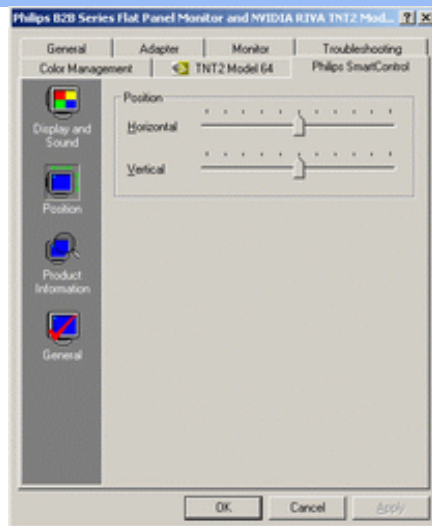 Philips B2B Series Flat Panel Monitor and NVIDIA RIVA TNT2 Mod...
General Adapter Monitor Troubleshooting
Color Management TNT2 Model 64 Philips SmartControl
Display and
Sound
Position
Product
Information
General
Position
Horizontal
Vertical
OK Cancel Apply